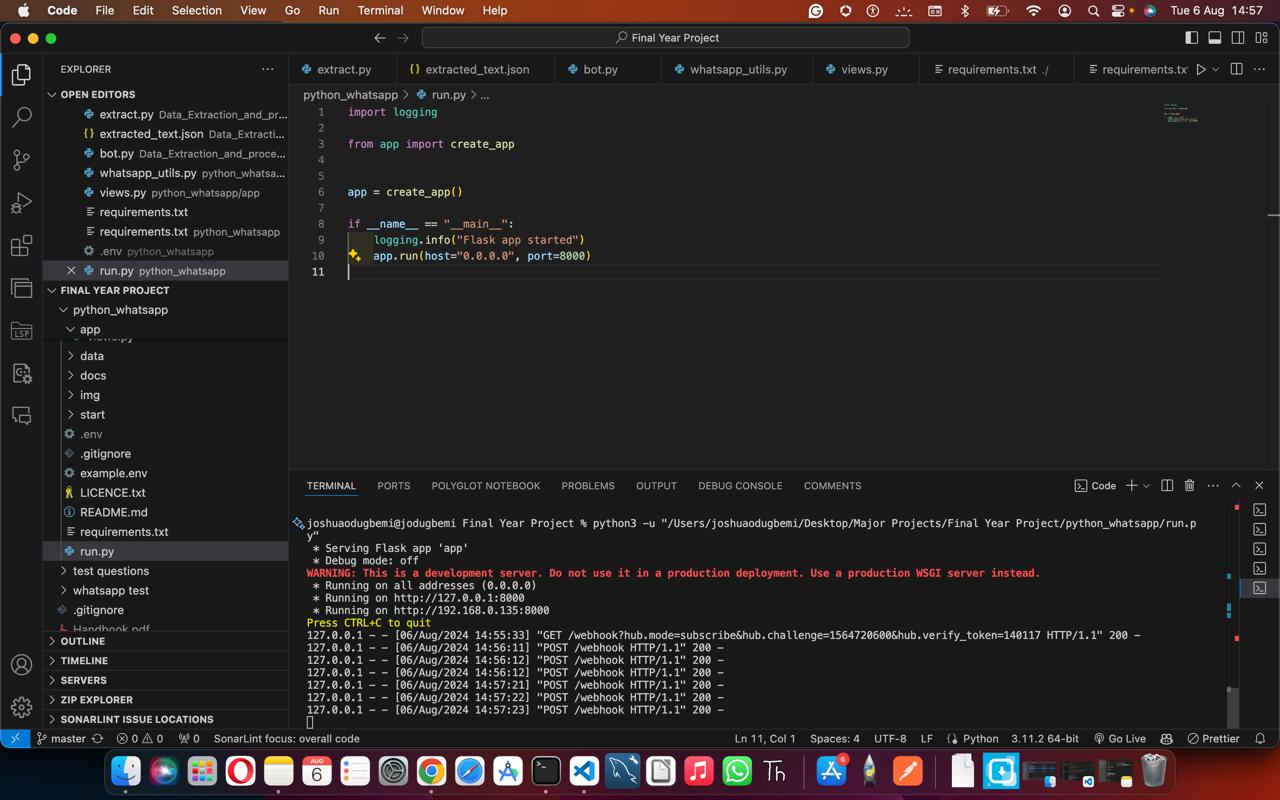 Code File Edit Selection View Go Run Terminal Window Help Tue 6 Aug 14:57
Final Year Project
EXPLORER
extract.py extracted_text.json bot.py whatsapp_utils.py views.py requirements.txt ./ requirements.tx
OPEN EDITORS
extract.py Data_Extraction_and_pr...
extracted_text.json Data_Extracti...
bot.py Data_Extraction_and_proce...
whatsapp_utils.py python_whatsa...
views.py python_whatsapp/app
requirements.txt
requirements.txt python_whatsapp
.env python_whatsapp
run.py python_whatsapp
FINAL YEAR PROJECT
python_whatsapp
app
views.py
data
docs
img
start
.env
.gitignore
example.env
LICENCE.txt
README.md
requirements.txt
run.py
test questions
whatsapp test
.gitignore
Handbook.pdf
OUTLINE
TIMELINE
SERVERS
ZIP EXPLORER
SONARLINT ISSUE LOCATIONS
LSP
python_whatsapp > run.py > ...
1 import logging
2
3 from app import create_app
4
5
6 app = create_app()
7
8 if __name__ == "__main__":
9 logging.info("Flask app started")
10 app.run(host="0.0.0.0", port=8000)
11
TERMINAL PORTS POLYGLOT NOTEBOOK PROBLEMS OUTPUT DEBUG CONSOLE COMMENTS Code
joshuaodugbemi@jodugbemi Final Year Project % python3 -u "/Users/joshuaodugbemi/Desktop/Major Projects/Final Year Project/python_whatsapp/run.p
y"
* Serving Flask app 'app'
* Debug mode: off
WARNING: This is a development server. Do not use it in a production deployment. Use a production WSGI server instead.
* Running on all addresses (0.0.0.0)
* Running on http://127.0.0.1:8000
* Running on http://192.168.0.135:8000
Press CTRL+C to quit
127.0.0.1 - - [06/Aug/2024 14:55:33] "GET /webhook?hub.mode=subscribe&hub.challenge=1564720600&hub.verify_token=140117 HTTP/1.1" 200 -
127.0.0.1 - - [06/Aug/2024 14:56:11] "POST /webhook HTTP/1.1" 200 -
127.0.0.1 - - [06/Aug/2024 14:56:12] "POST /webhook HTTP/1.1" 200 -
127.0.0.1 - - [06/Aug/2024 14:56:12] "POST /webhook HTTP/1.1" 200 -
127.0.0.1 - - [06/Aug/2024 14:57:21] "POST /webhook HTTP/1.1" 200 -
127.0.0.1 - - [06/Aug/2024 14:57:22] "POST /webhook HTTP/1.1" 200 -
127.0.0.1 - - [06/Aug/2024 14:57:23] "POST /webhook HTTP/1.1" 200 -
master 0 0 0 SonarLint focus: overall code Ln 11, Col 1 Spaces: 4 UTF-8 LF Python 3.11.2 64-bit Go Live Prettier
AUG
6
Th
6